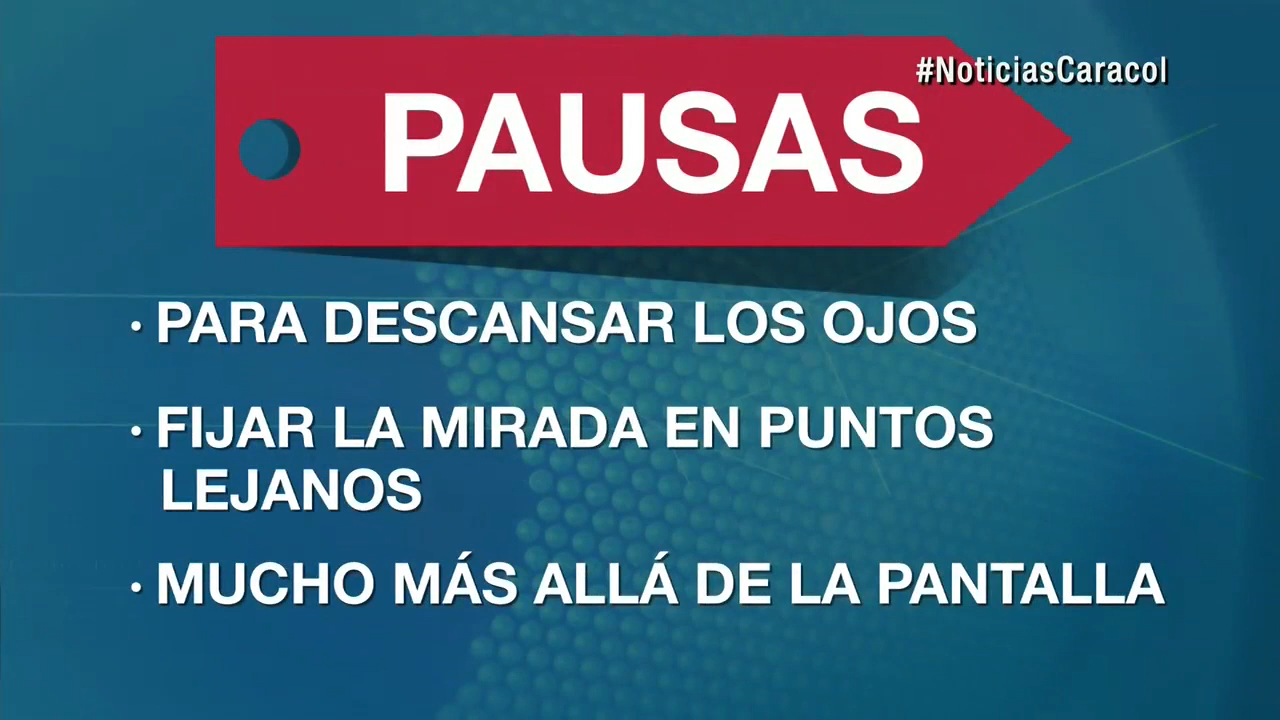 #NoticiasCaracol
PAUSAS
· PARA DESCANSAR LOS OJOS
· FIJAR LA MIRADA EN PUNTOS
LEJANOS
· MUCHO MÁS ALLÁ DE LA PANTALLA